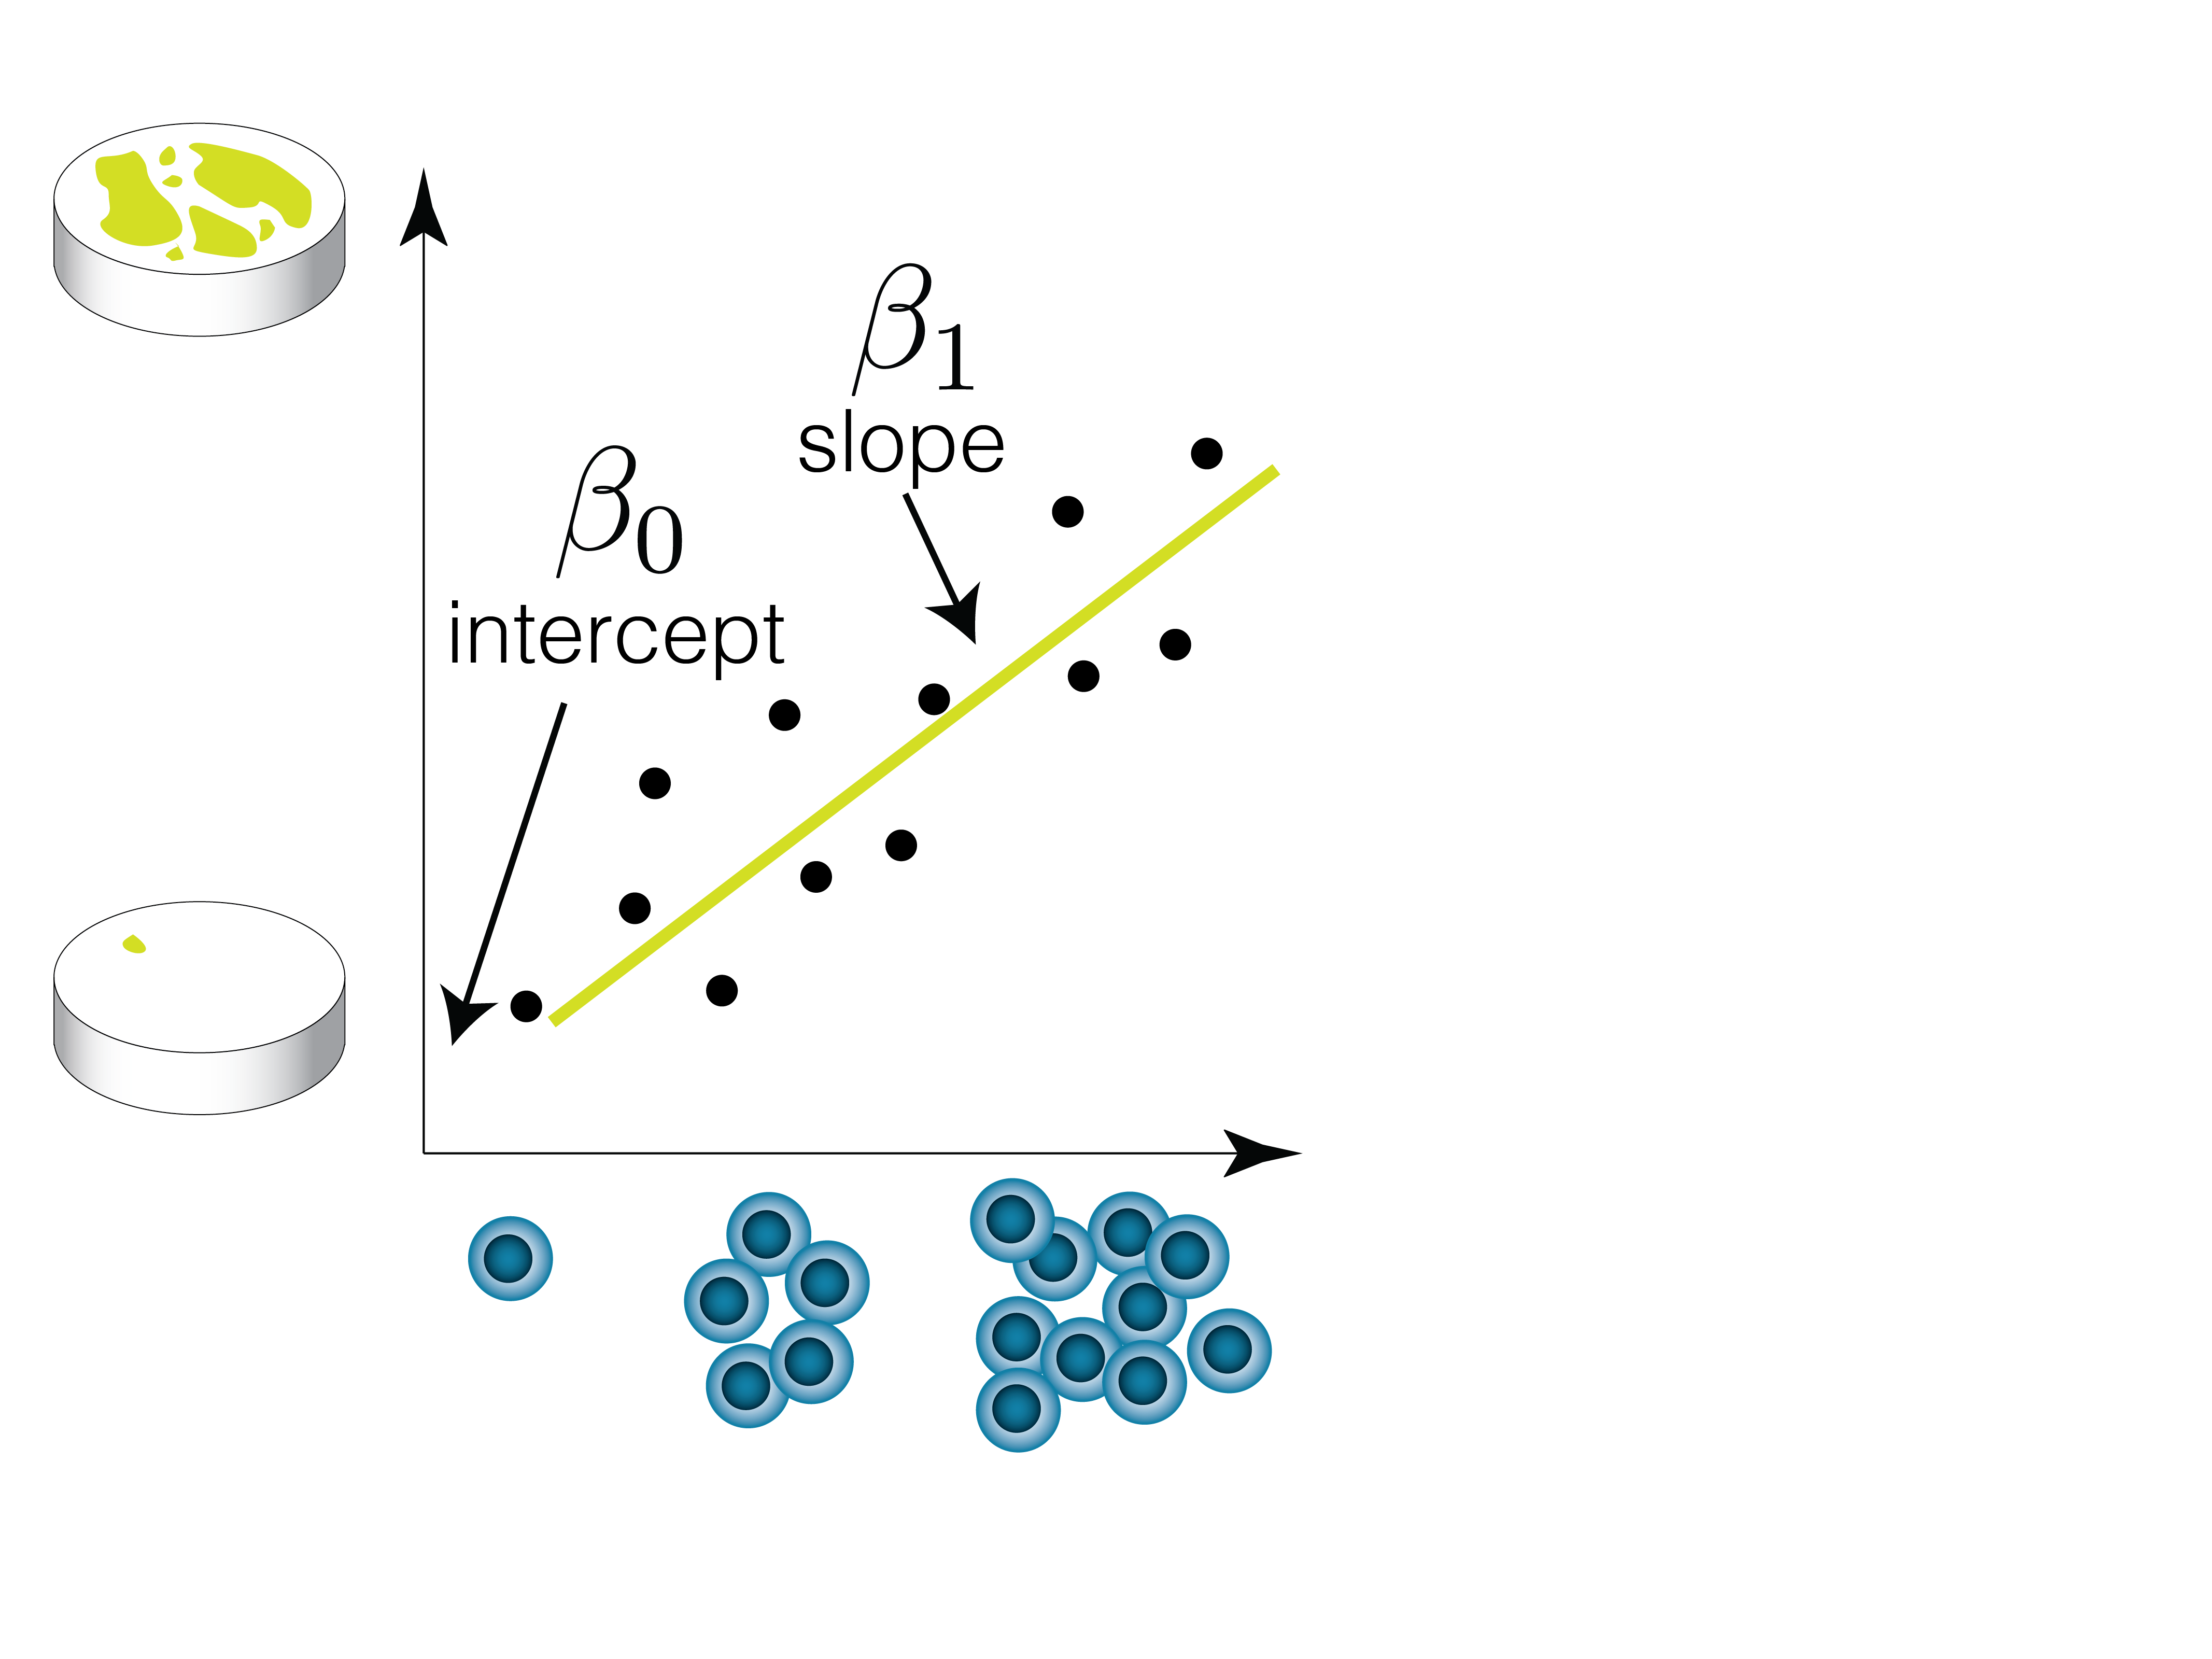 β₁
slope
β₀
intercept